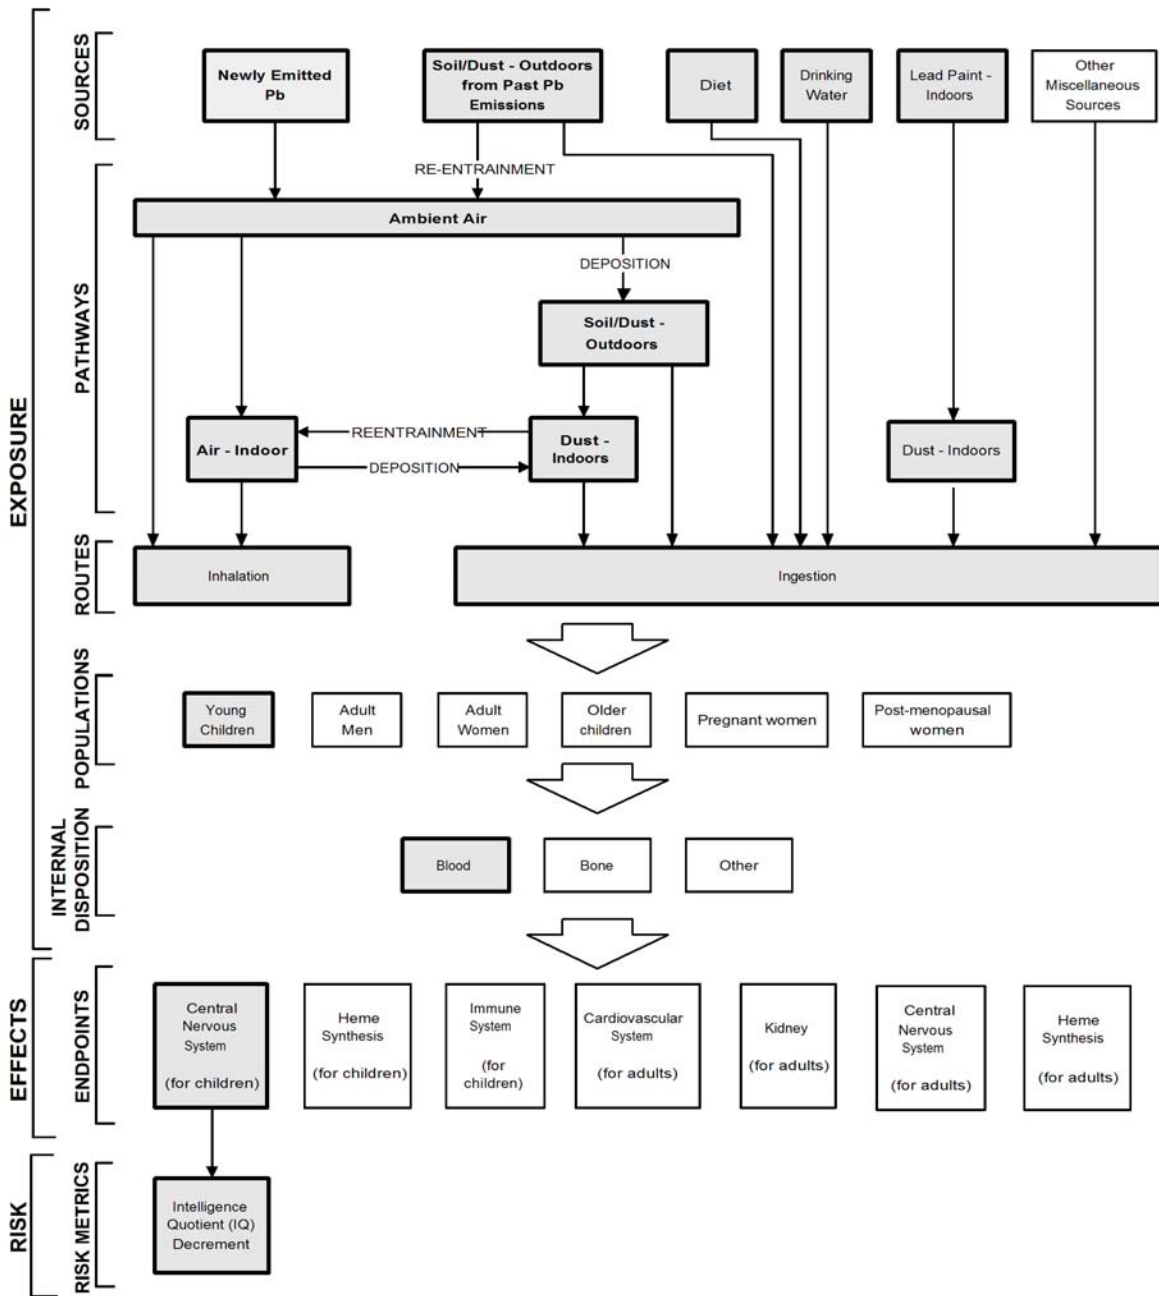 EXPOSURE
SOURCES
Newly Emitted
Pb
Soil/Dust - Outdoors
from Past Pb
Emissions
Diet
Drinking
Water
Lead Paint -
Indoors
Other
Miscellaneous
Sources
PATHWAYS
RE-ENTRAINMENT
Ambient Air
DEPOSITION
Soil/Dust -
Outdoors
Air - Indoor
REENTRAINMENT
DEPOSITION
Dust -
Indoors
Dust - Indoors
ROUTES
Inhalation
Ingestion
POPULATIONS
Young
Children
Adult
Men
Adult
Women
Older
children
Pregnant women
Post-menopausal
women
INTERNAL
DISPOSITION
Blood
Bone
Other
EFFECTS
ENDPOINTS
Central
Nervous
System
(for children)
Heme
Synthesis
(for children)
Immune
System
(for
children)
Cardiovascular
System
(for adults)
Kidney
(for adults)
Central
Nervous
System
(for adults)
Heme
Synthesis
(for adults)
RISK
RISK METRICS
Intelligence
Quotient (IQ)
Decrement